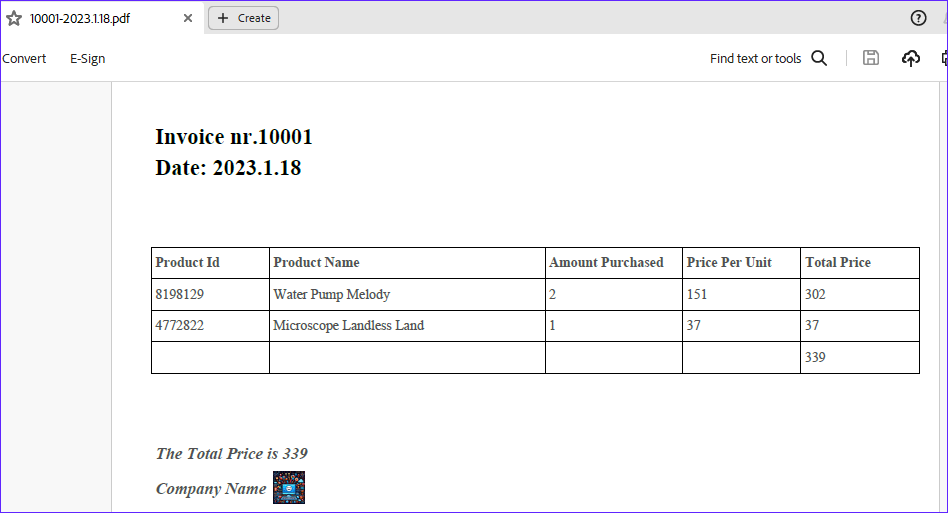 10001-2023.1.18.pdf × + Create
Convert E-Sign Find text or tools
Invoice nr.10001
Date: 2023.1.18
Product Id Product Name Amount Purchased Price Per Unit Total Price
8198129 Water Pump Melody 2 151 302
4772822 Microscope Landless Land 1 37 37
339
The Total Price is 339
Company Name